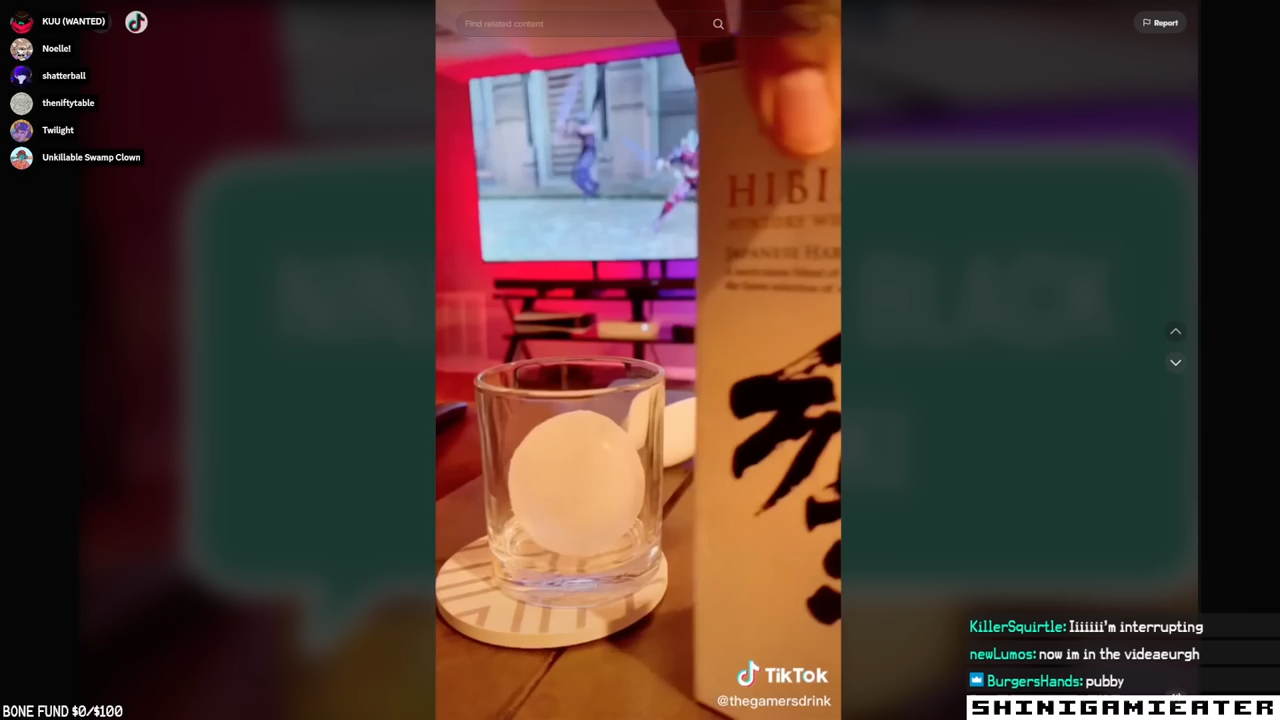 KUU (WANTED)
Noelle!
shatterball
theniftytable
Twilight
Unkillable Swamp Clown
Find related content
Report
HIBI
JAPANESE HAR
TikTok
@thegamersdrink
KillerSquirtle: Iiiiiii'm interrupting
newLumos: now im in the videaeurgh
BurgersHands: pubby
BONE FUND $0/$100
SHINIGAMIEATER